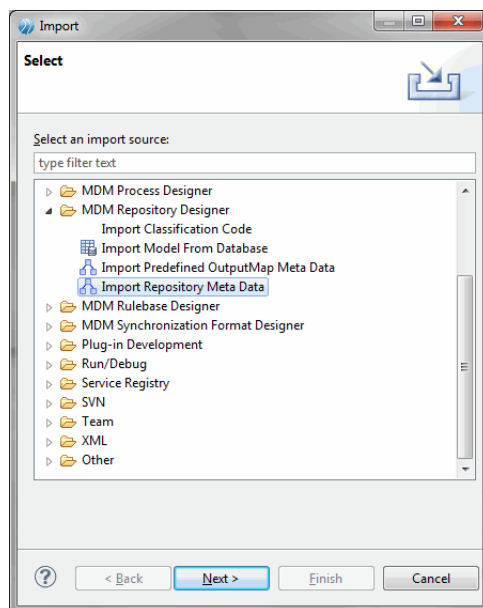 Import
Select
Select an import source:
type filter text
MDM Process Designer
MDM Repository Designer
Import Classification Code
Import Model From Database
Import Predefined OutputMap Meta Data
Import Repository Meta Data
MDM Rulebase Designer
MDM Synchronization Format Designer
Plug-in Development
Run/Debug
Service Registry
SVN
Team
XML
Other
? < Back Next > Finish Cancel